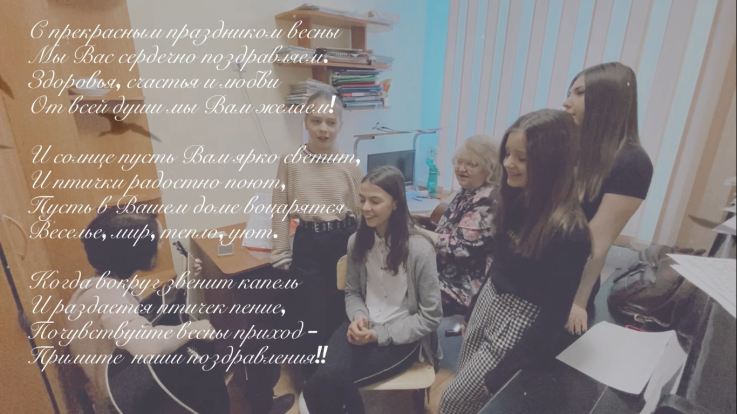 С прекрасным праздником весны
Мы Вас сердечно поздравляем.
Здоровья, счастья и любви
От всей души мы Вам желаем!
И солнце пусть Вам ярко светит,
И птички радостно поют,
Пусть в Вашем доме воцарятся
Веселье, мир, тепло, уют.
Когда вокруг звенит капель
И раздается птичек пение,
Почувствуйте весны приход -
Примите наши поздравления!!